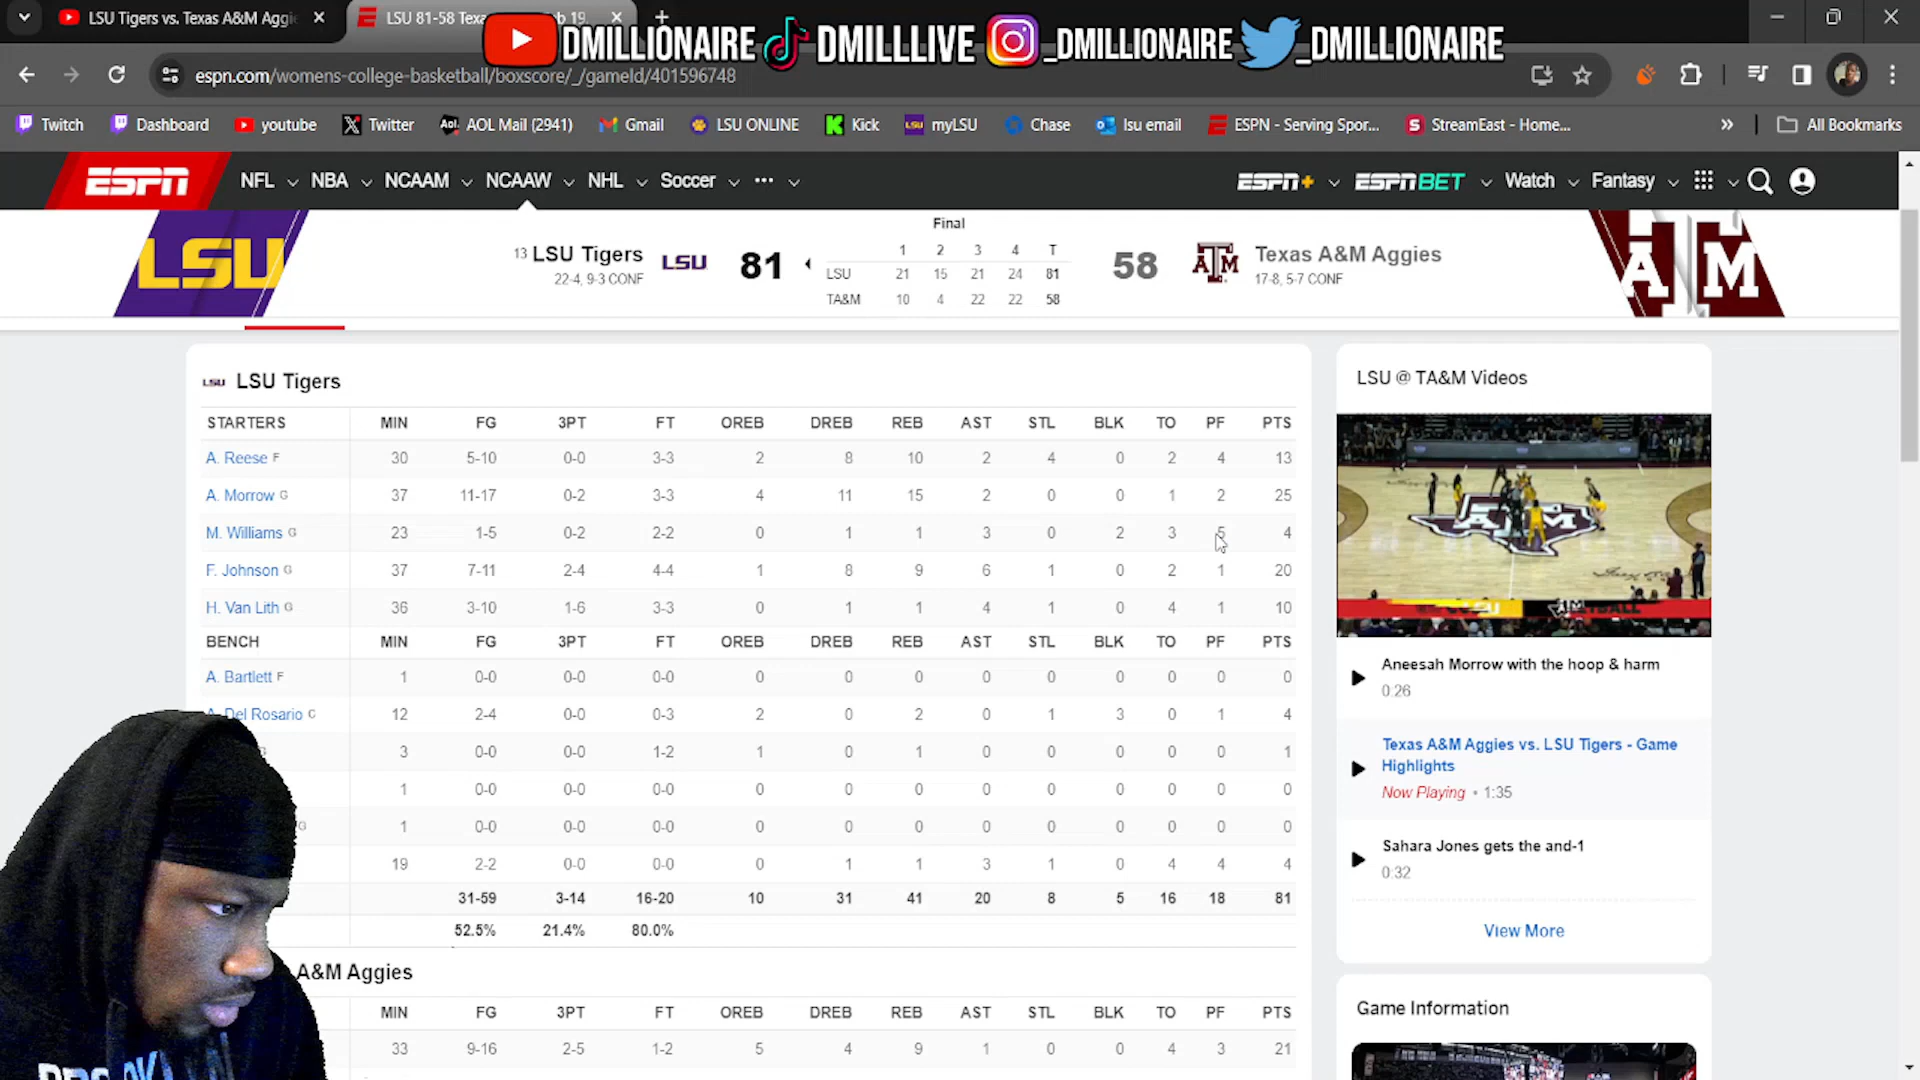 LSU Tigers vs. Texas A&M Aggi
LSU 81-58 Texa
b 19,
DMILLIONAIRE
DMILLLIVE
_DMILLIONAIRE
_DMILLIONAIRE
espn.com/womens-college-basketball/boxscore/_/gameId/401596748
Twitch
Dashboard
youtube
Twitter
Aol. AOL Mail (2941)
Gmail
LSU ONLINE
Kick
LSU myLSU
Chase
lsu email
ESPN - Serving Spor...
StreamEast - Home...
All Bookmarks
ESPN NFL NBA NCAAM NCAAW NHL Soccer ESPN+ ESPN BET Watch Fantasy
Final
LSU 13 LSU Tigers LSU 81 1 2 3 4 T 58 ATM Texas A&M Aggies ATM
22-4, 9-3 CONF LSU 21 15 21 24 81 17-8, 5-7 CONF
TA&M 10 4 22 22 58
LSU LSU Tigers
STARTERS MIN FG 3PT FT OREB DREB REB AST STL BLK TO PF PTS
A. Reese F 30 5-10 0-0 3-3 2 8 10 2 4 0 2 4 13
A. Morrow G 37 11-17 0-2 3-3 4 11 15 2 0 0 1 2 25
M. Williams G 23 1-5 0-2 2-2 0 1 1 3 0 2 3 5 4
F. Johnson G 37 7-11 2-4 4-4 1 8 9 6 1 0 2 1 20
H. Van Lith G 36 3-10 1-6 3-3 0 1 1 4 1 0 4 1 10
BENCH MIN FG 3PT FT OREB DREB REB AST STL BLK TO PF PTS
A. Bartlett F 1 0-0 0-0 0-0 0 0 0 0 0 0 0 0 0
Del Rosario C 12 2-4 0-0 0-3 2 0 2 0 1 3 0 1 4
G 3 0-0 0-0 1-2 1 0 1 0 0 0 0 0 1
1 0-0 0-0 0-0 0 0 0 0 0 0 0 0 0
G 1 0-0 0-0 0-0 0 0 0 0 0 0 0 0 0
19 2-2 0-0 0-0 0 1 1 3 1 0 4 4 4
31-59 3-14 16-20 10 31 41 20 8 5 16 18 81
52.5% 21.4% 80.0%
A&M Aggies
MIN FG 3PT FT OREB DREB REB AST STL BLK TO PF PTS
33 9-16 2-5 1-2 5 4 9 1 0 0 4 3 21
LSU @ TA&M Videos
Aneesah Morrow with the hoop & harm
0:26
Texas A&M Aggies vs. LSU Tigers - Game
Highlights
Now Playing • 1:35
Sahara Jones gets the and-1
0:32
View More
Game Information